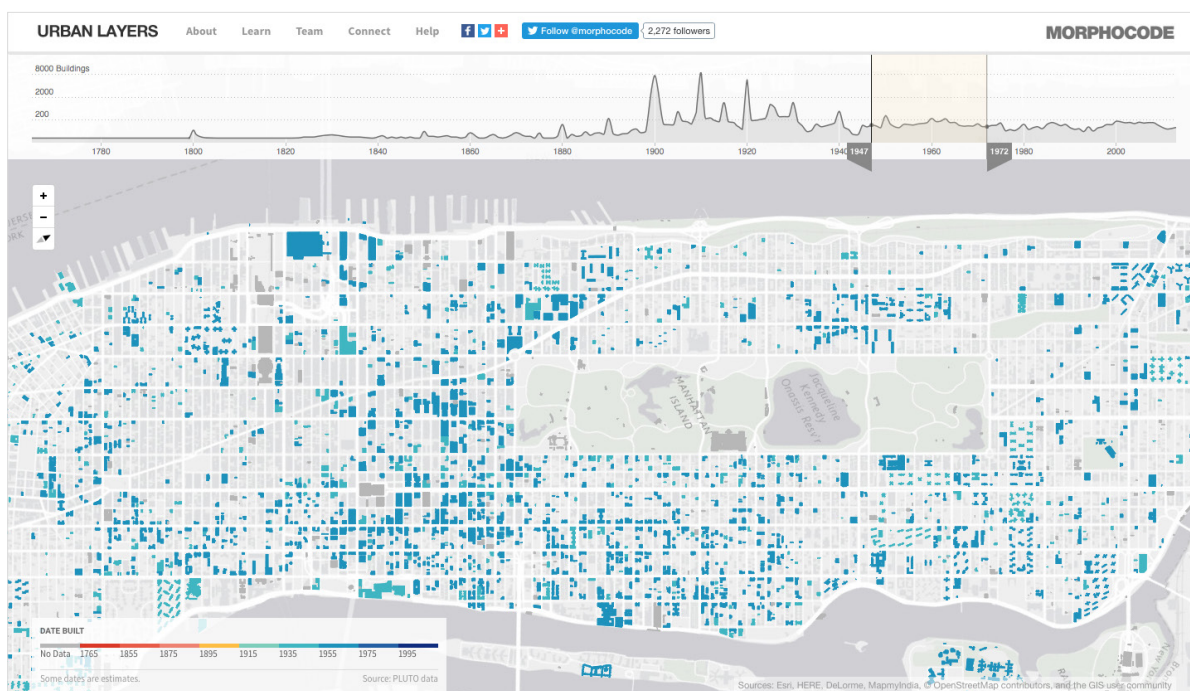 URBAN LAYERS About Learn Team Connect Help f + Follow @morphocode 2,272 followers MORPHOCODE
8000 Buildings
2000
200
1780 1800 1820 1840 1860 1880 1900 1920 1940 1947 1960 1972 1980 2000
+
−
MANHATTAN
ISLAND
Jacqueline
Kennedy
Onassis Resv.
DATE BUILT
No Data 1765 1855 1875 1895 1915 1935 1955 1975 1995
Some dates are estimates. Source: PLUTO data
Sources: Esri, HERE, DeLorme, MapmyIndia, © OpenStreetMap contributors, and the GIS user community